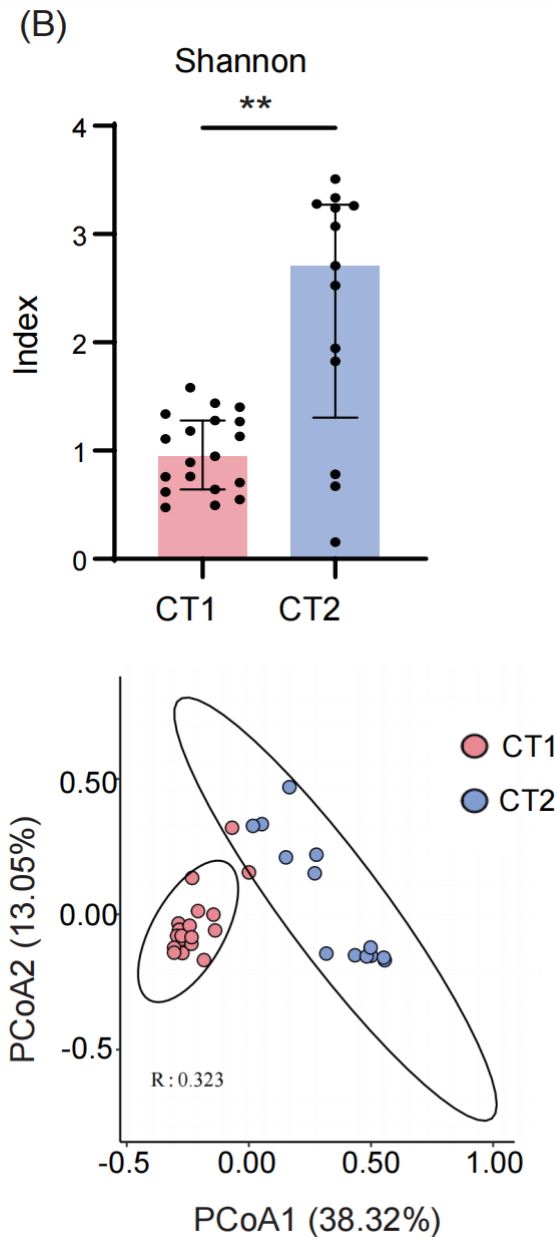 (B)
Shannon
**
4
3
2
1
0
Index
CT1 CT2
CT1
CT2
0.50
0.00
-0.5
PCoA2 (13.05%)
R : 0.323
-0.5 0.00 0.50 1.00
PCoA1 (38.32%)